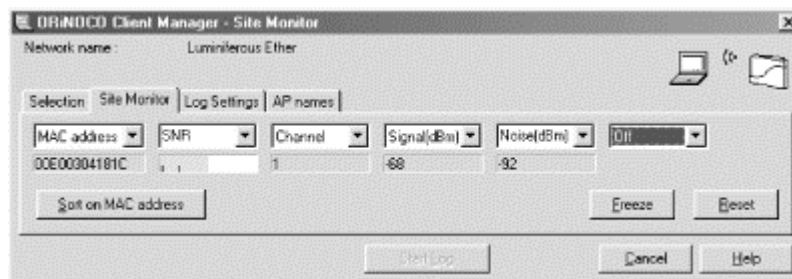 ORiNOCO Client Manager - Site Monitor
Network name : Luminiferous Ether
Selection Site Monitor Log Settings AP names
MAC address SNR Channel Signal(dBm) Noise(dBm) Off
00E00304181C 1 -68 -92
Sort on MAC address Freeze Reset
Start Log Cancel Help